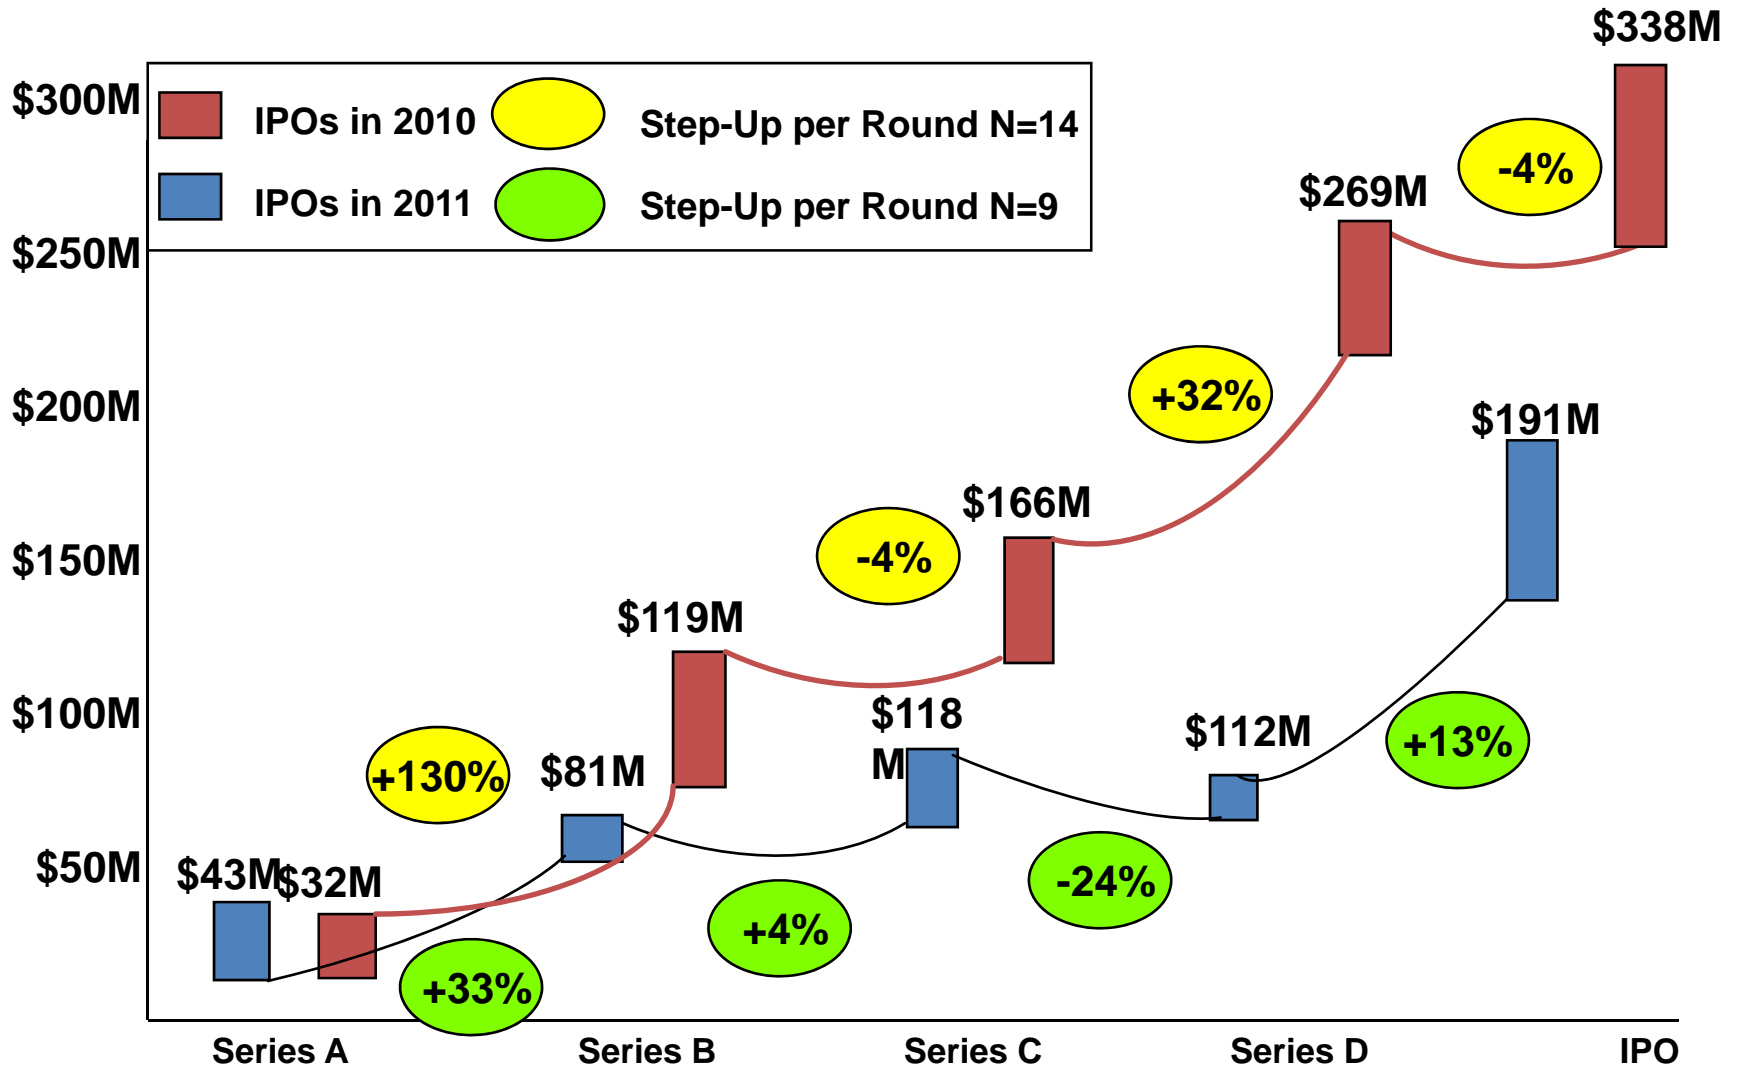 $338M
$300M
IPOs in 2010
Step-Up per Round N=14
-4%
IPOs in 2011
Step-Up per Round N=9
$269M
$250M
+32%
$200M
$191M
$166M
$150M
-4%
$119M
$100M
$118
M
$112M
+13%
+130%
$81M
$50M
$43M
$32M
-24%
+4%
+33%
Series A
Series B
Series C
Series D
IPO